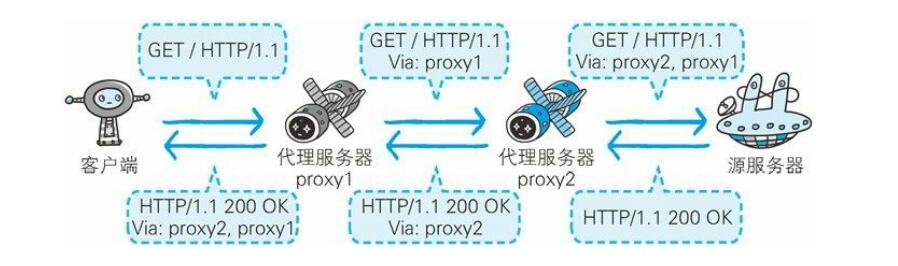 GET / HTTP/1.1
GET / HTTP/1.1
Via: proxy1
GET / HTTP/1.1
Via: proxy2, proxy1
客户端
代理服务器
proxy1
代理服务器
proxy2
源服务器
HTTP/1.1 200 OK
Via: proxy2, proxy1
HTTP/1.1 200 OK
Via: proxy2
HTTP/1.1 200 OK